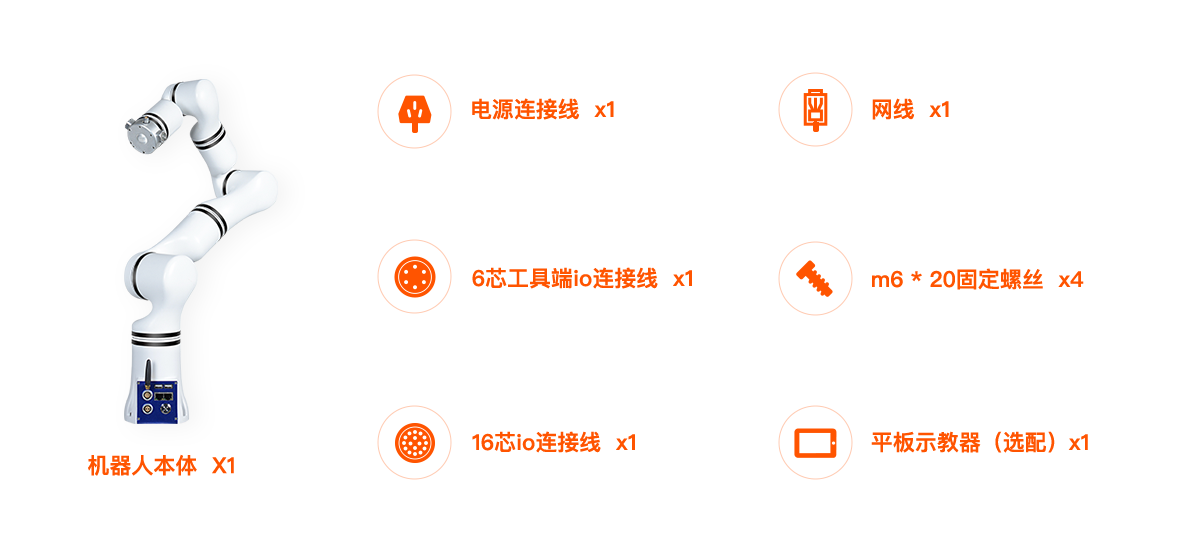 电源连接线 x1
网线 x1
6芯工具端io连接线 x1
m6 * 20固定螺丝 x4
16芯io连接线 x1
平板示教器（选配）x1
机器人本体 X1